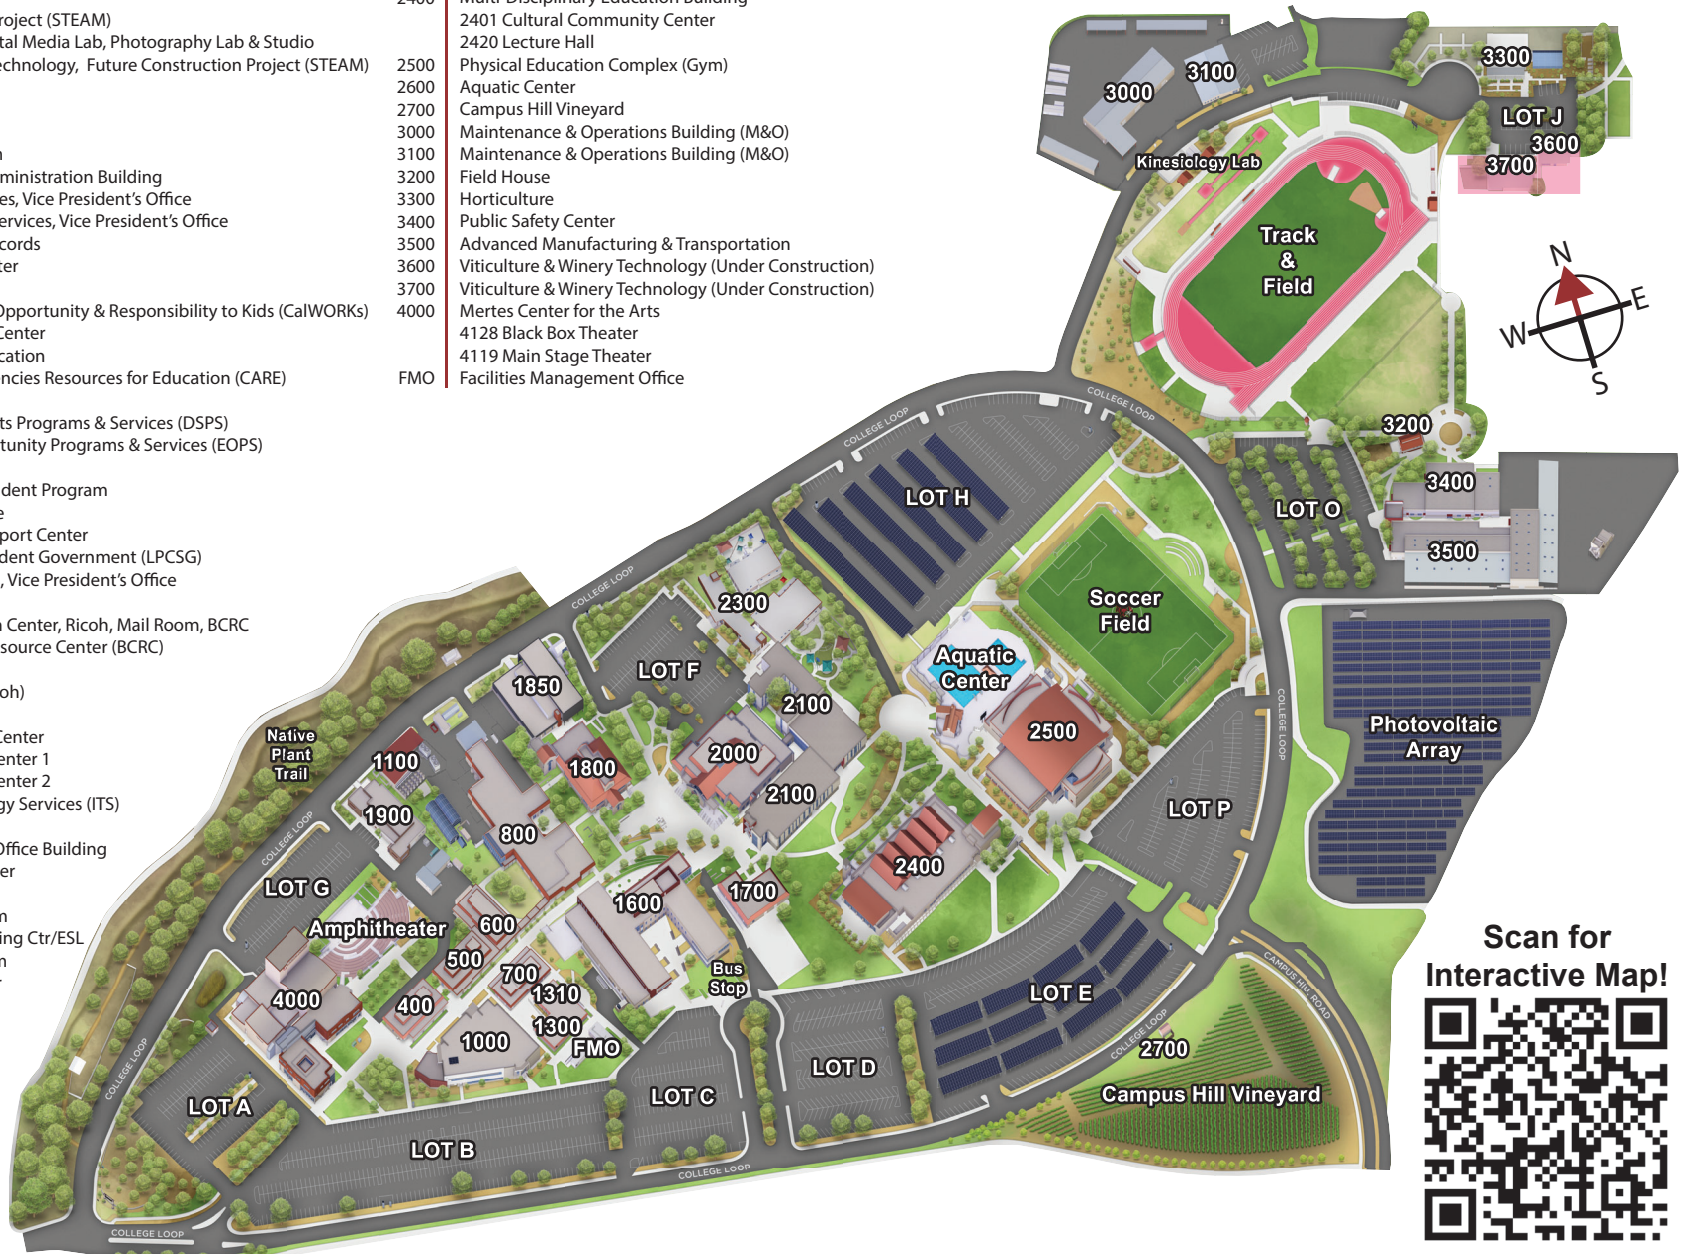 roject (STEAM)
tal Media Lab, Photography Lab & Studio
echnology, Future Construction Project (STEAM)
n
ministration Building
es, Vice President's Office
ervices, Vice President's Office
cords
ter
Opportunity & Responsibility to Kids (CalWORKs)
Center
cation
encies Resources for Education (CARE)
ts Programs & Services (DSPS)
tunity Programs & Services (EOPS)
dent Program
e
port Center
dent Government (LPCSG)
, Vice President's Office
n Center, Ricoh, Mail Room, BCRC
source Center (BCRC)
oh)
Center
enter 1
enter 2
gy Services (ITS)
Office Building
er
m
ing Ctr/ESL
m
2400 Multi-Disciplinary Education Building
2401 Cultural Community Center
2420 Lecture Hall
2500 Physical Education Complex (Gym)
2600 Aquatic Center
2700 Campus Hill Vineyard
3000 Maintenance & Operations Building (M&O)
3100 Maintenance & Operations Building (M&O)
3200 Field House
3300 Horticulture
3400 Public Safety Center
3500 Advanced Manufacturing & Transportation
3600 Viticulture & Winery Technology (Under Construction)
3700 Viticulture & Winery Technology (Under Construction)
4000 Mertes Center for the Arts
4128 Black Box Theater
4119 Main Stage Theater
FMO Facilities Management Office
3300
3100
3000
LOT J
3600
3700
Kinesiology Lab
Track
&
Field
N
E
W
S
COLLEGE LOOP
COLLEGE LOOP
3200
3400
LOT H
LOT O
3500
COLLEGE LOOP
2300
Soccer
Field
LOT F
Aquatic
Center
1850
2100
COLLEGE LOOP
Photovoltaic
Array
Native
Plant
Trail
1100
2000
2500
1800
2100
LOT P
1900
800
COLLEGE LOOP
2400
LOT G
1700
1600
Amphitheater
600
500
700
Bus
Stop
1310
LOT E
4000
400
1300
1000
FMO
CAMPUS HILL ROAD
COLLEGE LOOP
2700
COLLEGE LOOP
LOT D
LOT C
LOT A
Campus Hill Vineyard
LOT B
COLLEGE LOOP
COLLEGE LOOP
Scan for
Interactive Map!